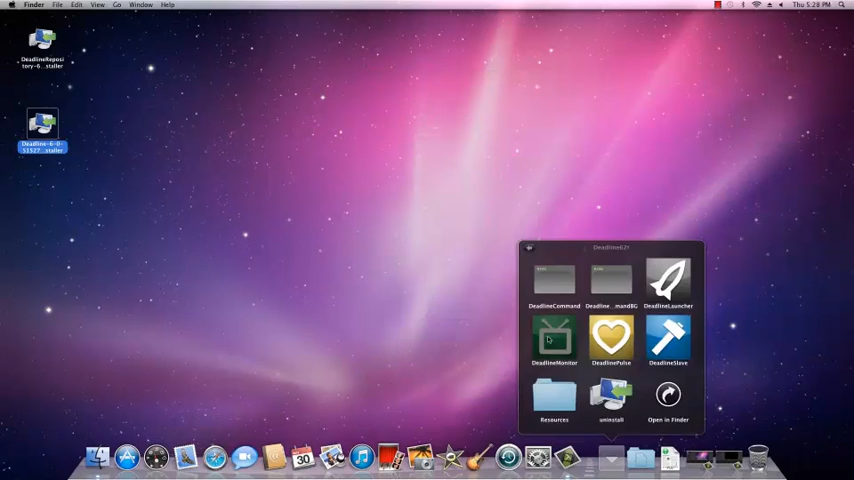 Finder File Edit View Go Window Help
Thu 5:28 PM
DeadlineReposi
tory-6...staller
Deadline-6-0-
51527...staller
DeadlineCommand
Deadline...mandBG
DeadlineLauncher
DeadlineMonitor
DeadlinePulse
DeadlineSlave
Resources
uninstall
Open in Finder
30